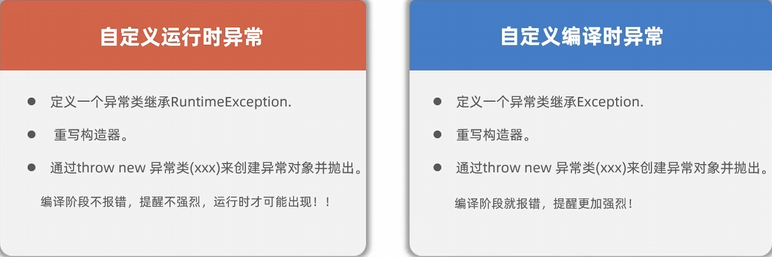 自定义运行时异常
定义一个异常类继承RuntimeException.
重写构造器。
通过throw new 异常类(xxx)来创建异常对象并抛出。
编译阶段不报错，提醒不强烈，运行时才可能出现！！
自定义编译时异常
定义一个异常类继承Exception.
重写构造器。
通过throw new 异常类(xxx)来创建异常对象并抛出。
编译阶段就报错，提醒更加强烈！